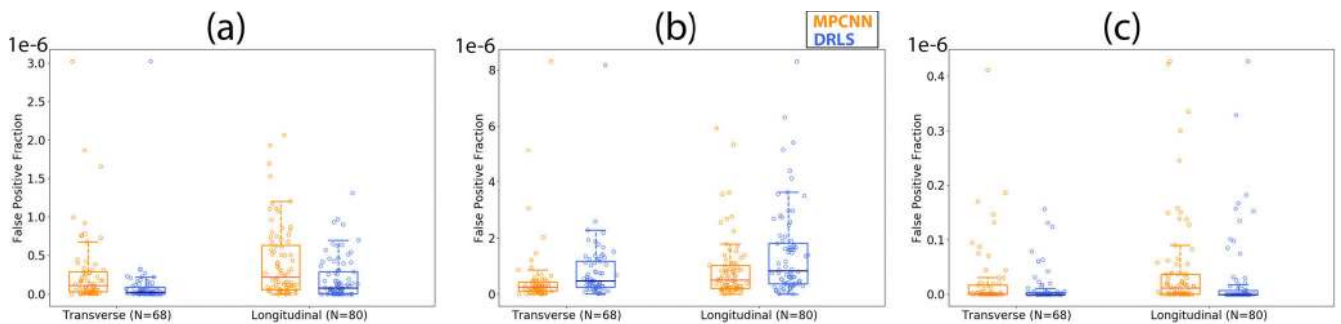 (a)
1e-6
False Positive Fraction
3.0
2.5
2.0
1.5
1.0
0.5
0.0
Transverse (N=68)
Longitudinal (N=80)
(b)
MPCNN
DRLS
1e-6
False Positive Fraction
8
6
4
2
0
Transverse (N=68)
Longitudinal (N=80)
(c)
1e-6
False Positive Fraction
0.4
0.3
0.2
0.1
0.0
Transverse (N=68)
Longitudinal (N=80)